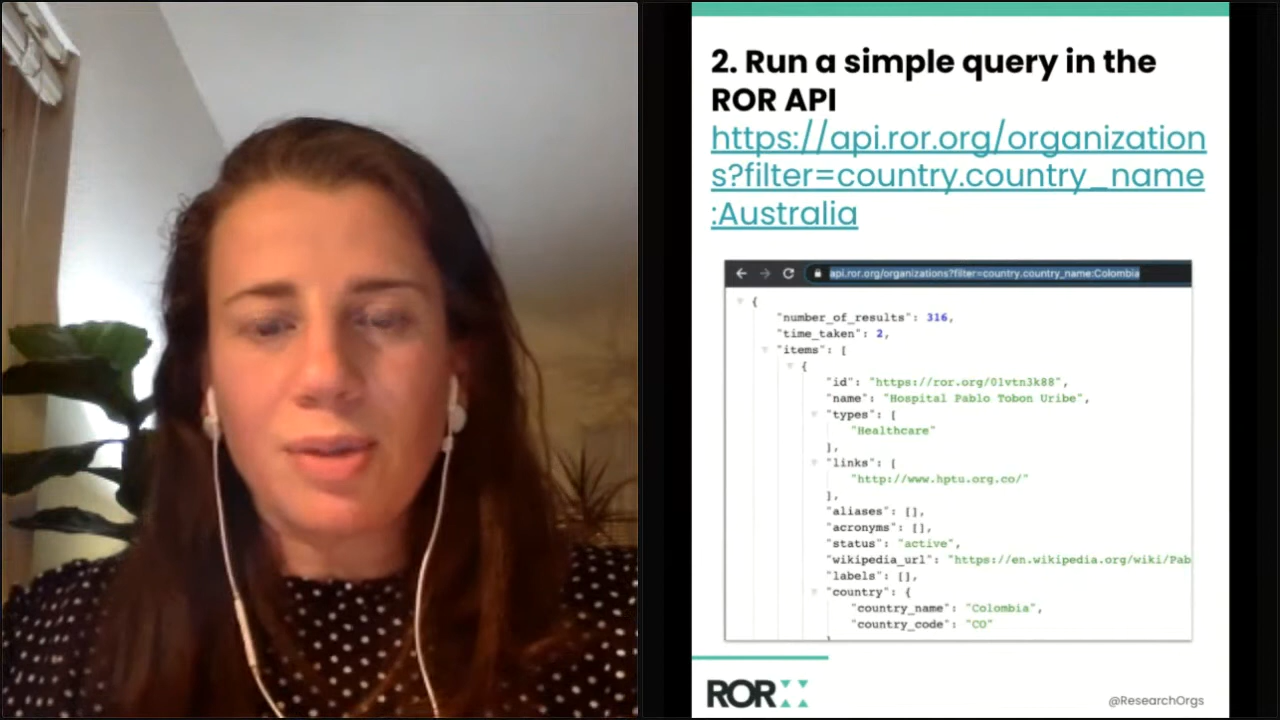 2. Run a simple query in the
ROR API
https://api.ror.org/organization
s?filter=country.country_name
:Australia
api.ror.org/organizations?filter=country.country_name:Colombia
{
"number_of_results": 316,
"time_taken": 2,
"items": [
{
"id": "https://ror.org/01vtn3k88",
"name": "Hospital Pablo Tobon Uribe",
"types": [
"Healthcare"
],
"links": [
"http://www.hptu.org.co/"
],
"aliases": [],
"acronyms": [],
"status": "active",
"wikipedia_url": "https://en.wikipedia.org/wiki/Pab
"labels": [],
"country": {
"country_name": "Colombia",
"country_code": "CO"
ROR
@ResearchOrgs